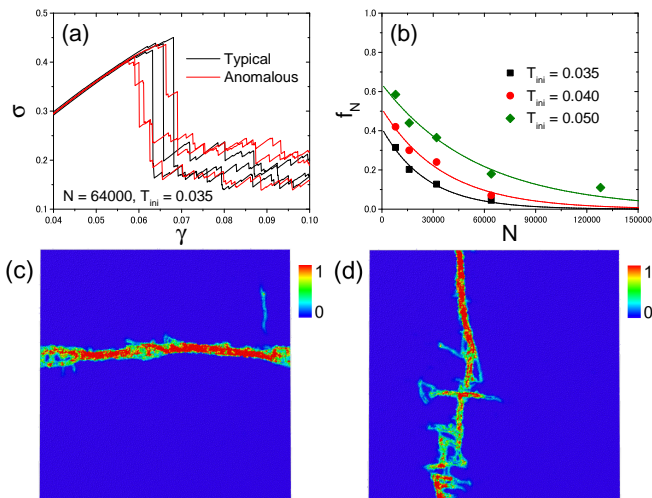 (a)
0.5
0.4
0.3
0.2
0.1
0.04 0.05 0.06 0.07 0.08 0.09 0.10
σ
γ
Typical
Anomalous
N = 64000, T_ini = 0.035
(b)
1.0
0.8
0.6
0.4
0.2
0.0
0 30000 60000 90000 120000 150000
f_N
N
T_ini = 0.035
T_ini = 0.040
T_ini = 0.050
(c)
1
0
(d)
1
0